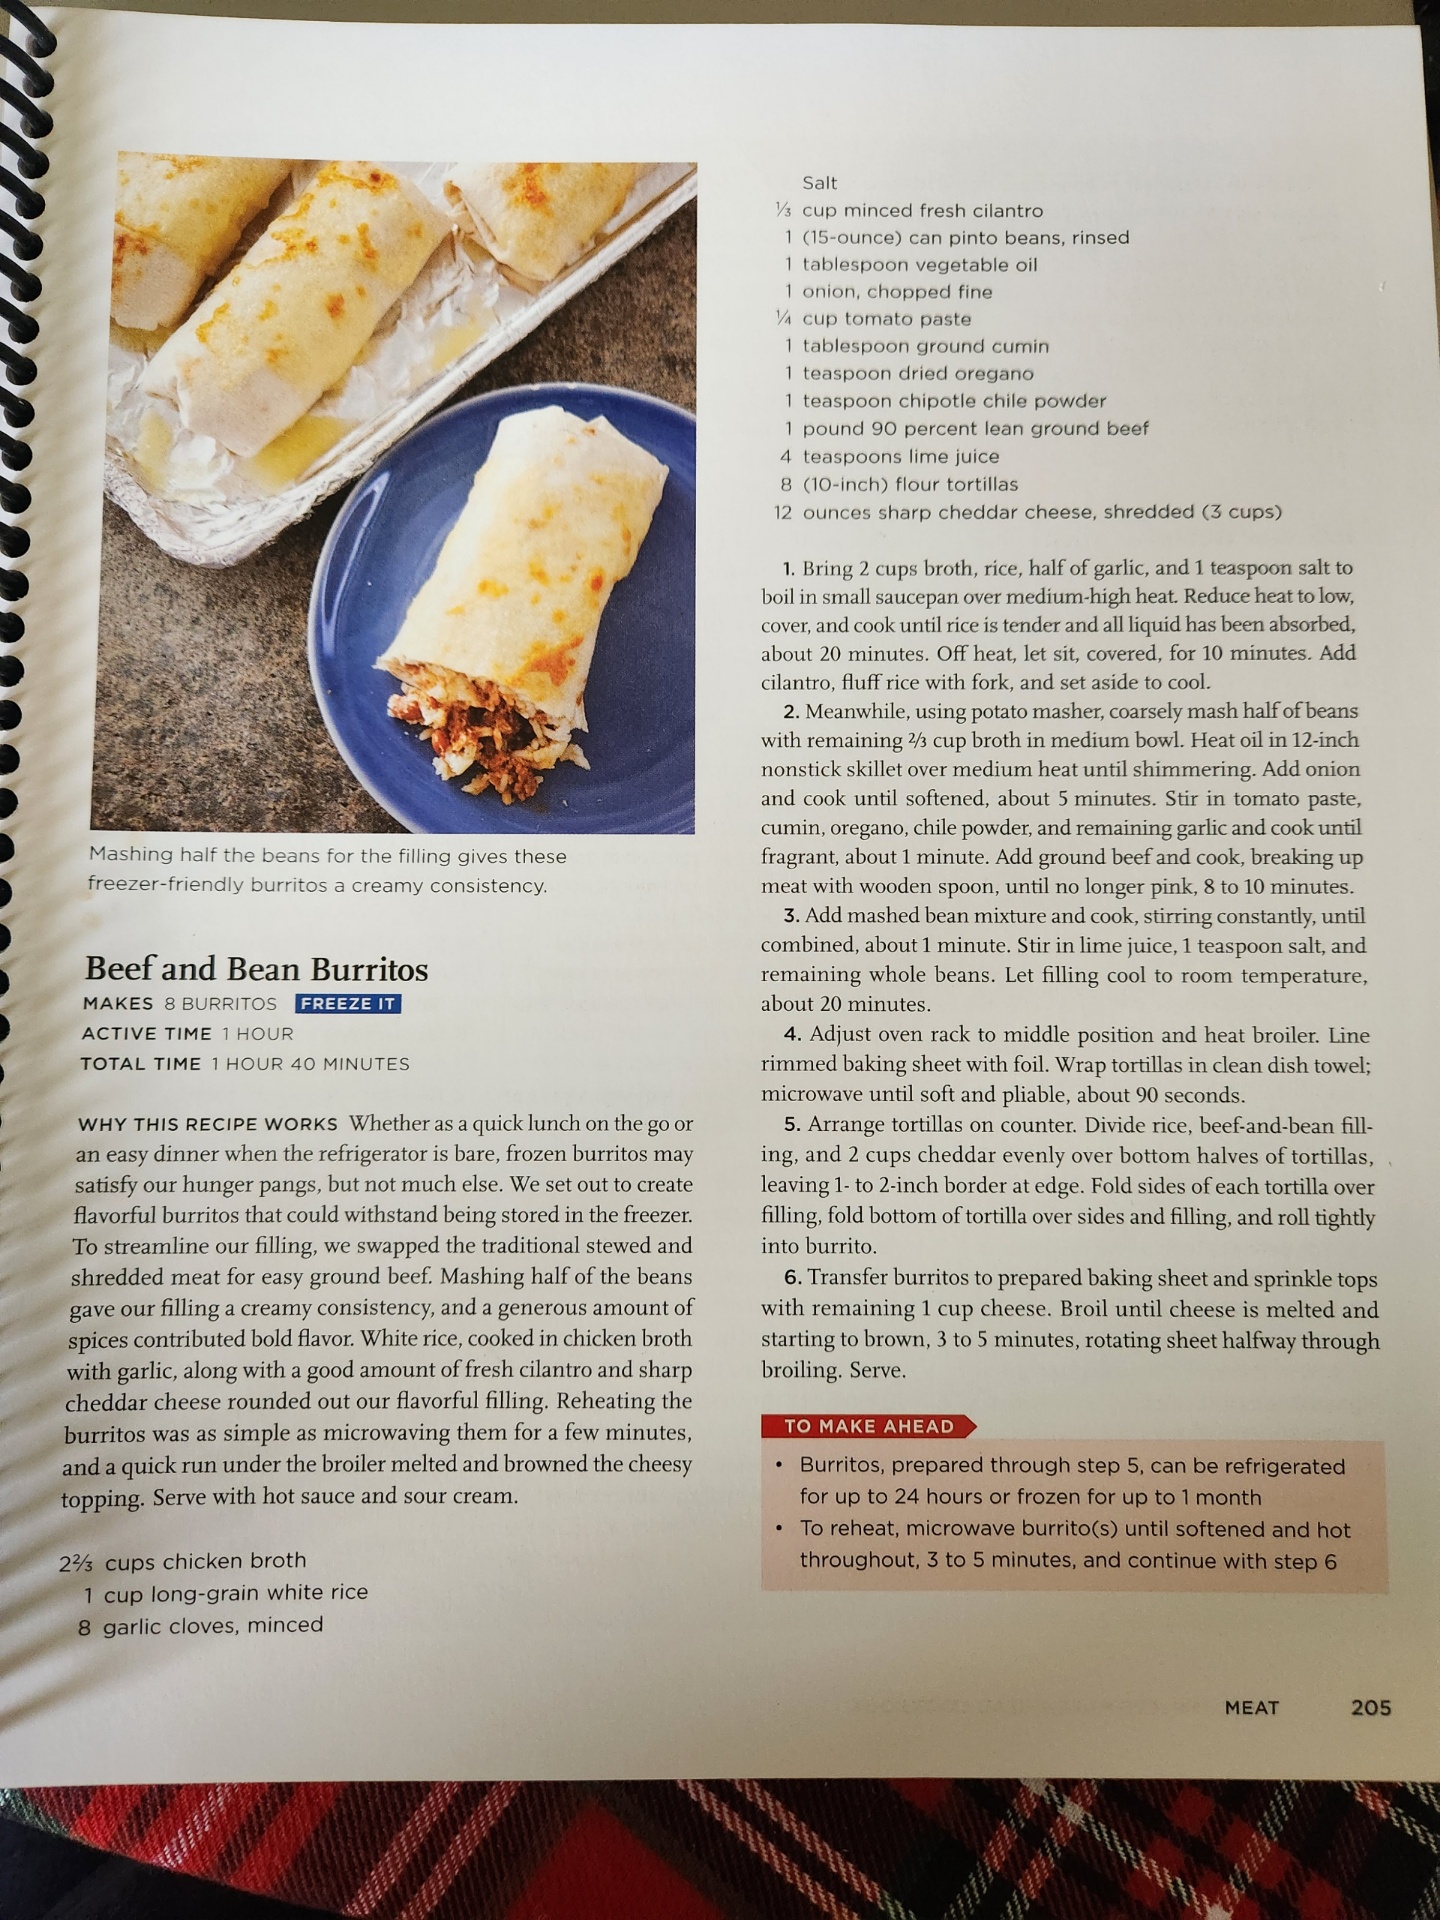 Mashing half the beans for the filling gives these
freezer-friendly burritos a creamy consistency.
Beef and Bean Burritos
MAKES 8 BURRITOS FREEZE IT
ACTIVE TIME 1 HOUR
TOTAL TIME 1 HOUR 40 MINUTES
WHY THIS RECIPE WORKS Whether as a quick lunch on the go or
an easy dinner when the refrigerator is bare, frozen burritos may
satisfy our hunger pangs, but not much else. We set out to create
flavorful burritos that could withstand being stored in the freezer.
To streamline our filling, we swapped the traditional stewed and
shredded meat for easy ground beef. Mashing half of the beans
gave our filling a creamy consistency, and a generous amount of
spices contributed bold flavor. White rice, cooked in chicken broth
with garlic, along with a good amount of fresh cilantro and sharp
cheddar cheese rounded out our flavorful filling. Reheating the
burritos was as simple as microwaving them for a few minutes,
and a quick run under the broiler melted and browned the cheesy
topping. Serve with hot sauce and sour cream.
2⅔ cups chicken broth
1 cup long-grain white rice
8 garlic cloves, minced
Salt
⅓ cup minced fresh cilantro
1 (15-ounce) can pinto beans, rinsed
1 tablespoon vegetable oil
1 onion, chopped fine
¼ cup tomato paste
1 tablespoon ground cumin
1 teaspoon dried oregano
1 teaspoon chipotle chile powder
1 pound 90 percent lean ground beef
4 teaspoons lime juice
8 (10-inch) flour tortillas
12 ounces sharp cheddar cheese, shredded (3 cups)
1. Bring 2 cups broth, rice, half of garlic, and 1 teaspoon salt to
boil in small saucepan over medium-high heat. Reduce heat to low,
cover, and cook until rice is tender and all liquid has been absorbed,
about 20 minutes. Off heat, let sit, covered, for 10 minutes. Add
cilantro, fluff rice with fork, and set aside to cool.
2. Meanwhile, using potato masher, coarsely mash half of beans
with remaining ⅔ cup broth in medium bowl. Heat oil in 12-inch
nonstick skillet over medium heat until shimmering. Add onion
and cook until softened, about 5 minutes. Stir in tomato paste,
cumin, oregano, chile powder, and remaining garlic and cook until
fragrant, about 1 minute. Add ground beef and cook, breaking up
meat with wooden spoon, until no longer pink, 8 to 10 minutes.
3. Add mashed bean mixture and cook, stirring constantly, until
combined, about 1 minute. Stir in lime juice, 1 teaspoon salt, and
remaining whole beans. Let filling cool to room temperature,
about 20 minutes.
4. Adjust oven rack to middle position and heat broiler. Line
rimmed baking sheet with foil. Wrap tortillas in clean dish towel;
microwave until soft and pliable, about 90 seconds.
5. Arrange tortillas on counter. Divide rice, beef-and-bean fill-
ing, and 2 cups cheddar evenly over bottom halves of tortillas,
leaving 1- to 2-inch border at edge. Fold sides of each tortilla over
filling, fold bottom of tortilla over sides and filling, and roll tightly
into burrito.
6. Transfer burritos to prepared baking sheet and sprinkle tops
with remaining 1 cup cheese. Broil until cheese is melted and
starting to brown, 3 to 5 minutes, rotating sheet halfway through
broiling. Serve.
TO MAKE AHEAD
• Burritos, prepared through step 5, can be refrigerated
for up to 24 hours or frozen for up to 1 month
• To reheat, microwave burrito(s) until softened and hot
throughout, 3 to 5 minutes, and continue with step 6
MEAT 205